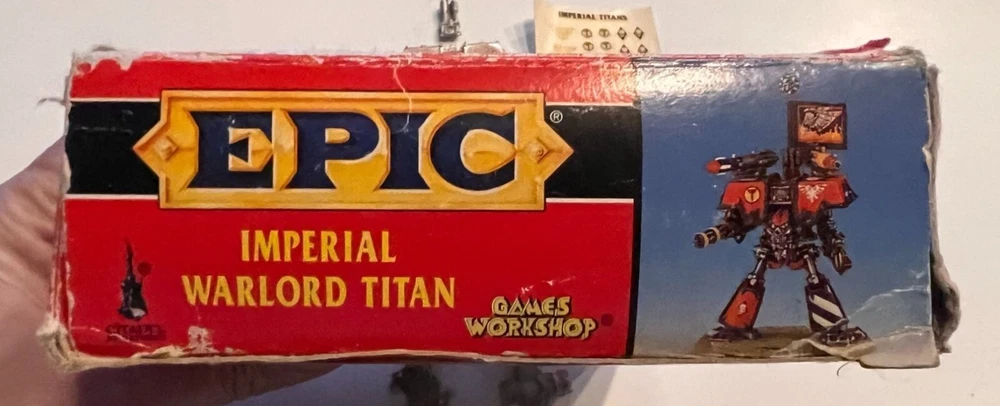 IMPERIAL TITANS
EPIC®
IMPERIAL
WARLORD TITAN
GAMES
WORKSHOP®